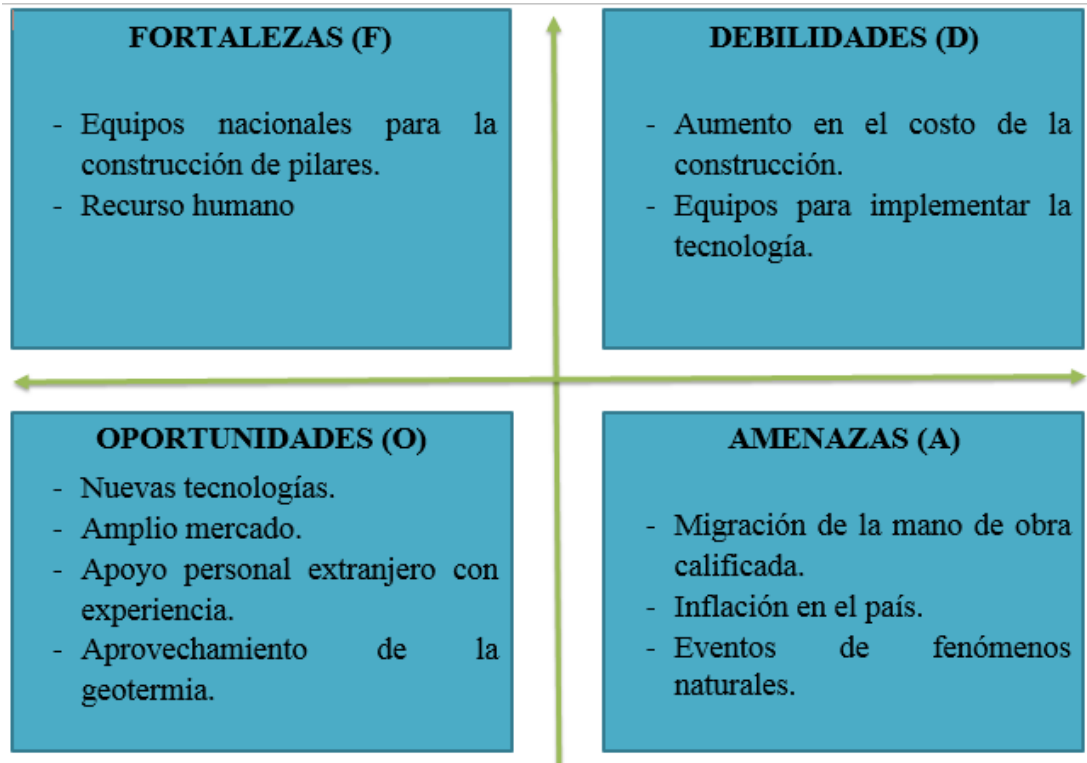 FORTALEZAS (F)
- Equipos nacionales para la
construcción de pilares.
- Recurso humano
DEBILIDADES (D)
- Aumento en el costo de la
construcción.
- Equipos para implementar la
tecnología.
OPORTUNIDADES (O)
- Nuevas tecnologías.
- Amplio mercado.
- Apoyo personal extranjero con
experiencia.
- Aprovechamiento de la
geotermia.
AMENAZAS (A)
- Migración de la mano de obra
calificada.
- Inflación en el país.
- Eventos de fenómenos
naturales.